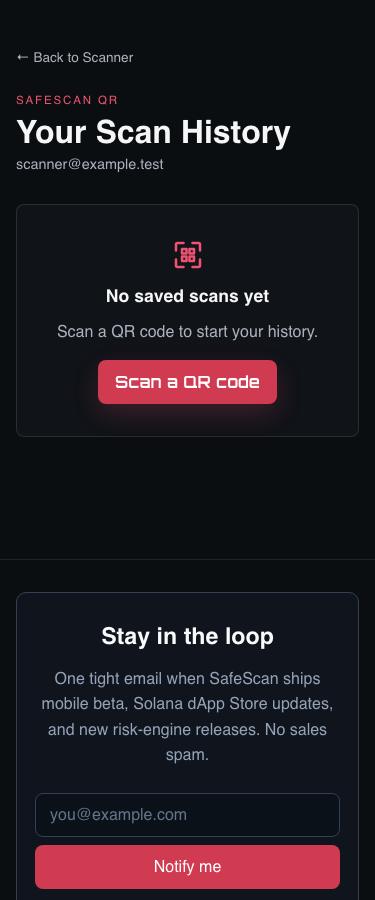 ← Back to Scanner
SAFESCAN QR
Your Scan History
scanner@example.test
No saved scans yet
Scan a QR code to start your history.
Scan a QR code
Stay in the loop
One tight email when SafeScan ships
mobile beta, Solana dApp Store updates,
and new risk-engine releases. No sales
spam.
you@example.com
Notify me